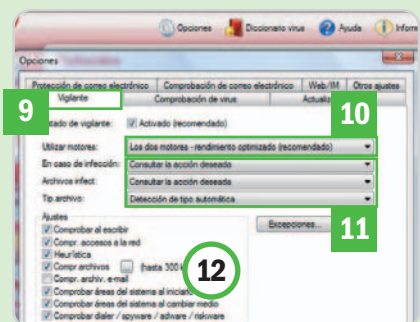 Opciones Diccionario virus Ayuda Inform
Opciones
Protección de correo electrónico Comprobación de correo electrónico Web/IM Otros ajustes
Vigilante Comprobación de virus Actualiza
9
10
stado de vigilante: Activado (recomendado)
Utilizar motores: Los dos motores - rendimiento optimizado (recomendado)
En caso de infección: Consultar la acción deseada
Archivos infect: Consultar la acción deseada
Tip.archivo: Detección de tipo automática
Ajustes
Excepciones...
11
Comprobar al escribir
Compr. accesos a la red
Heurística
Compr archivos ... (hasta 300 k
12
Compr. archiv. e-mail
Comprobar áreas del sistema al iniciarlo
Comprobar áreas del sistema al cambiar medio
Comprobar dialer / spyware / adware / riskware